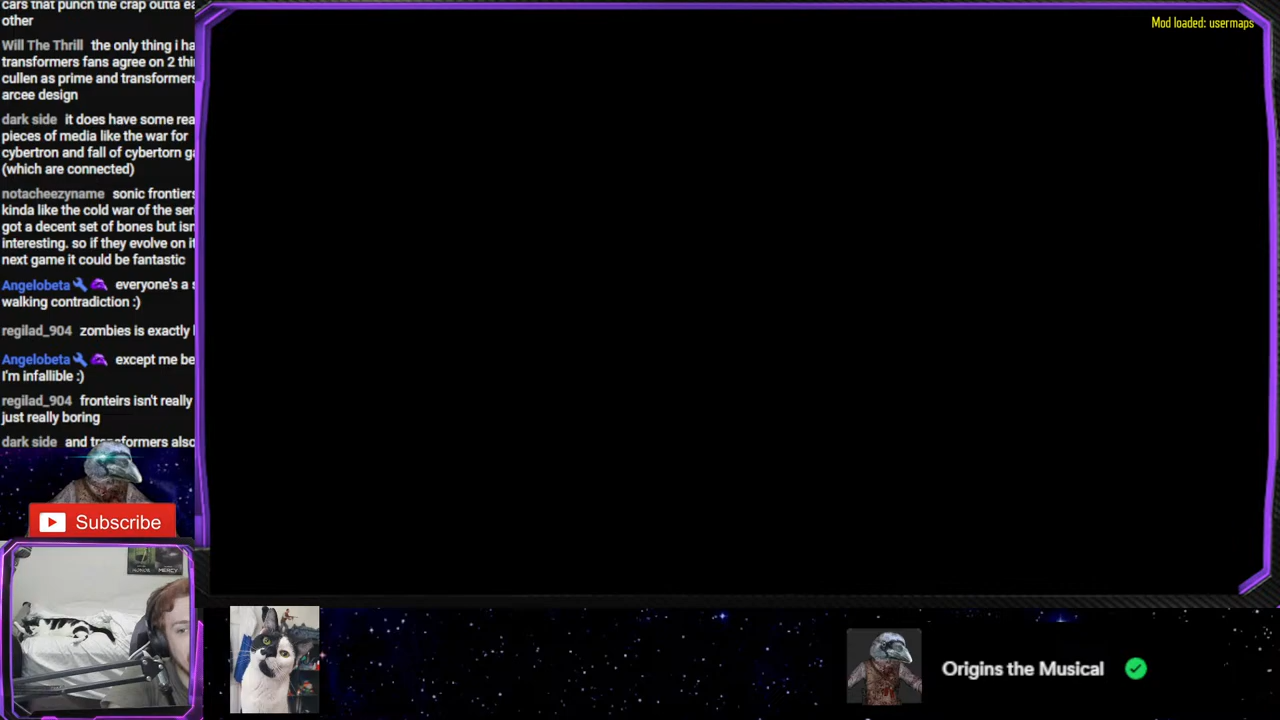 cars that punch the crap outta ea
other
Will The Thrill the only thing i ha
transformers fans agree on 2 thi
cullen as prime and transformers
arcee design
dark side it does have some rea
pieces of media like the war for
cybertron and fall of cybertorn ga
(which are connected)
notacheezyname sonic frontiers
kinda like the cold war of the ser
got a decent set of bones but isn
interesting. so if they evolve on it
next game it could be fantastic
Angelobeta everyone's a s
walking contradiction :)
regilad_904 zombies is exactly l
Angelobeta except me be
I'm infallible :)
regilad_904 fronteirs isn't really
just really boring
dark side and transformers also
Subscribe
MERCY
Mod loaded: usermaps
Origins the Musical